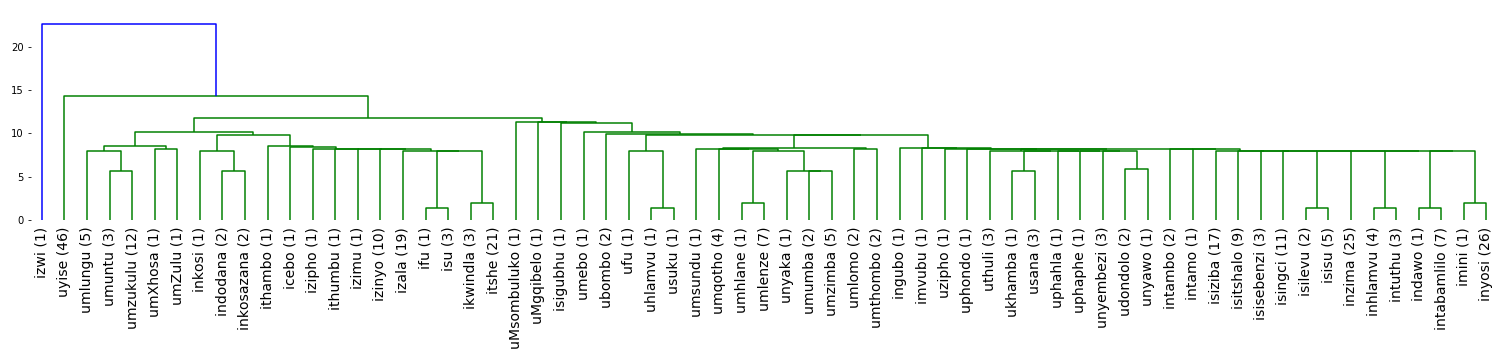 20
15
10
5
0
izwi (1)
uyise (46)
umlungu (5)
umuntu (3)
umzukulu (12)
umXhosa (1)
umZulu (1)
inkosi (1)
indodana (2)
inkosazana (2)
ithambo (1)
icebo (1)
izipho (1)
ithumbu (1)
izimu (1)
izinyo (10)
izala (19)
ifu (1)
isu (3)
ikwindla (3)
itshe (21)
uMsombuluko (1)
uMgqibelo (1)
isigubhu (1)
umebo (1)
ubombo (2)
ufu (1)
uhlamvu (1)
usuku (1)
umsundu (1)
umqotho (4)
umhlane (1)
umlenze (7)
unyaka (1)
umumba (2)
umzimba (5)
umlomo (2)
umthombo (2)
ingubo (1)
imvubu (1)
uzipho (1)
uphondo (1)
uthuli (3)
ukhamba (1)
usana (3)
uphahla (1)
uphaphe (1)
unyembezi (3)
udondolo (2)
unyawo (1)
intambo (2)
intamo (1)
isiziba (17)
isitshalo (9)
isisebenzi (3)
isingci (11)
isilevu (2)
isisu (5)
inzima (25)
inhlamvu (4)
intuthu (3)
indawo (1)
intabamlilo (7)
imini (1)
inyosi (26)